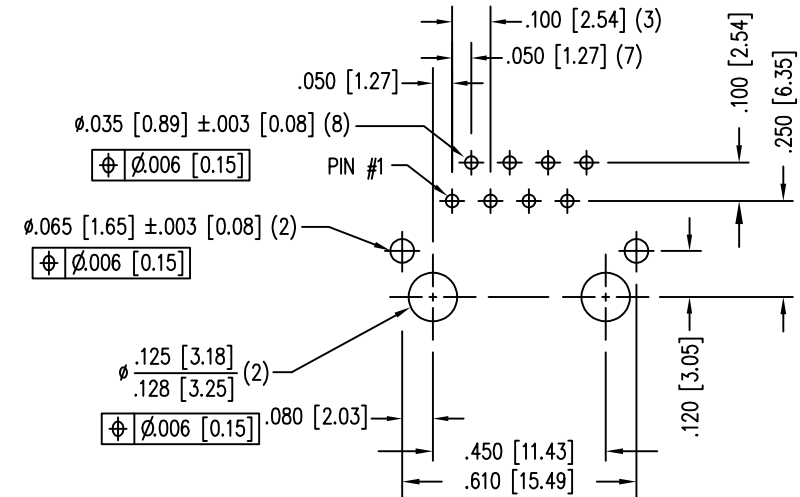 .100 [2.54] (3)
.050 [1.27] (7)
.050 [1.27]
.100 [2.54]
.250 [6.35]
ø.035 [0.89] ±.003 [0.08] (8)
⌖ Ø.006 [0.15]
PIN #1
ø.065 [1.65] ±.003 [0.08] (2)
⌖ Ø.006 [0.15]
ø .125 [3.18]
.128 [3.25] (2)
⌖ Ø.006 [0.15]
.080 [2.03]
.120 [3.05]
.450 [11.43]
.610 [15.49]